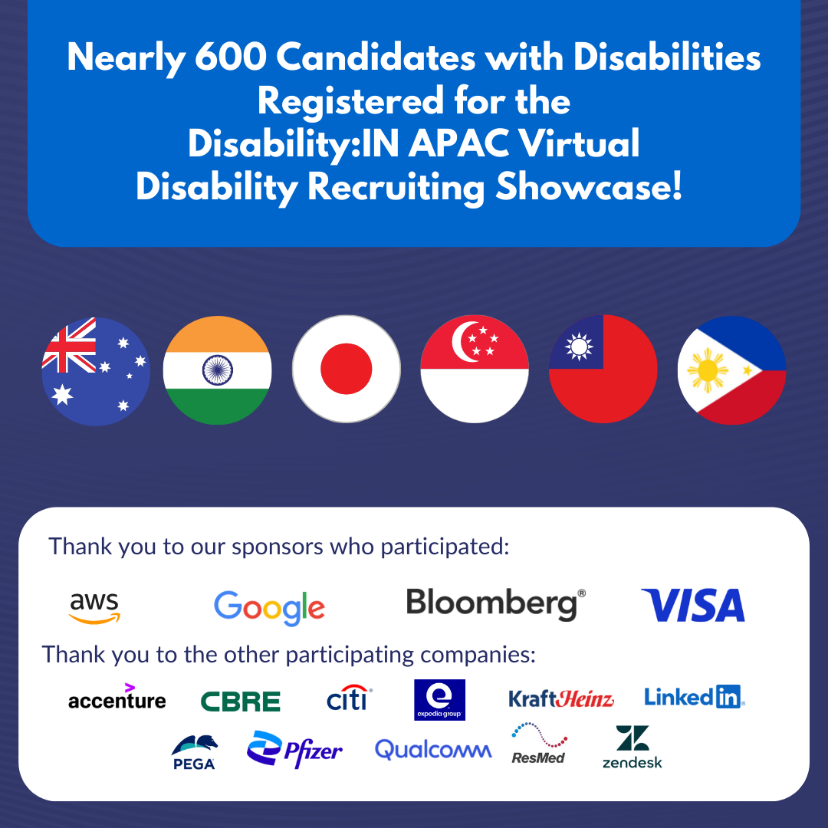 Nearly 600 Candidates with Disabilities
Registered for the
Disability:IN APAC Virtual
Disability Recruiting Showcase!
Thank you to our sponsors who participated:
aws
Google
Bloomberg®
VISA
Thank you to the other participating companies:
accenture
CBRE
citi®
e
expedia group
Kraft Heinz
LinkedIn
PEGA
Pfizer
Qualcomm
ResMed
zendesk